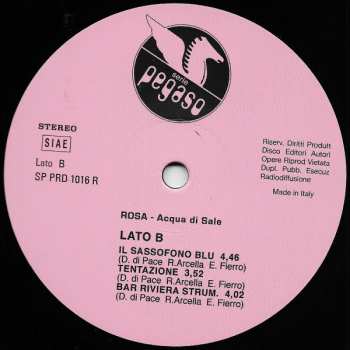 serie
pegaso
STEREO
SIAE
Lato B
SP PRD 1016 R
Riserv. Diritti Produtt
Disco Editori Autori
Opere Riprod Vietata
Dupl. Pubb. Esecuz
Radiodiffusione
Made in Italy
ROSA - Acqua di Sale
LATO B
IL SASSOFONO BLU 4,46
(D. di Pace R.Arcella E. Fierro)
TENTAZIONE 3,52
(D. di Pace R.Arcella E. Fierro)
BAR RIVIERA STRUM. 4,02
(D. di Pace R.Arcella E. Fierro)